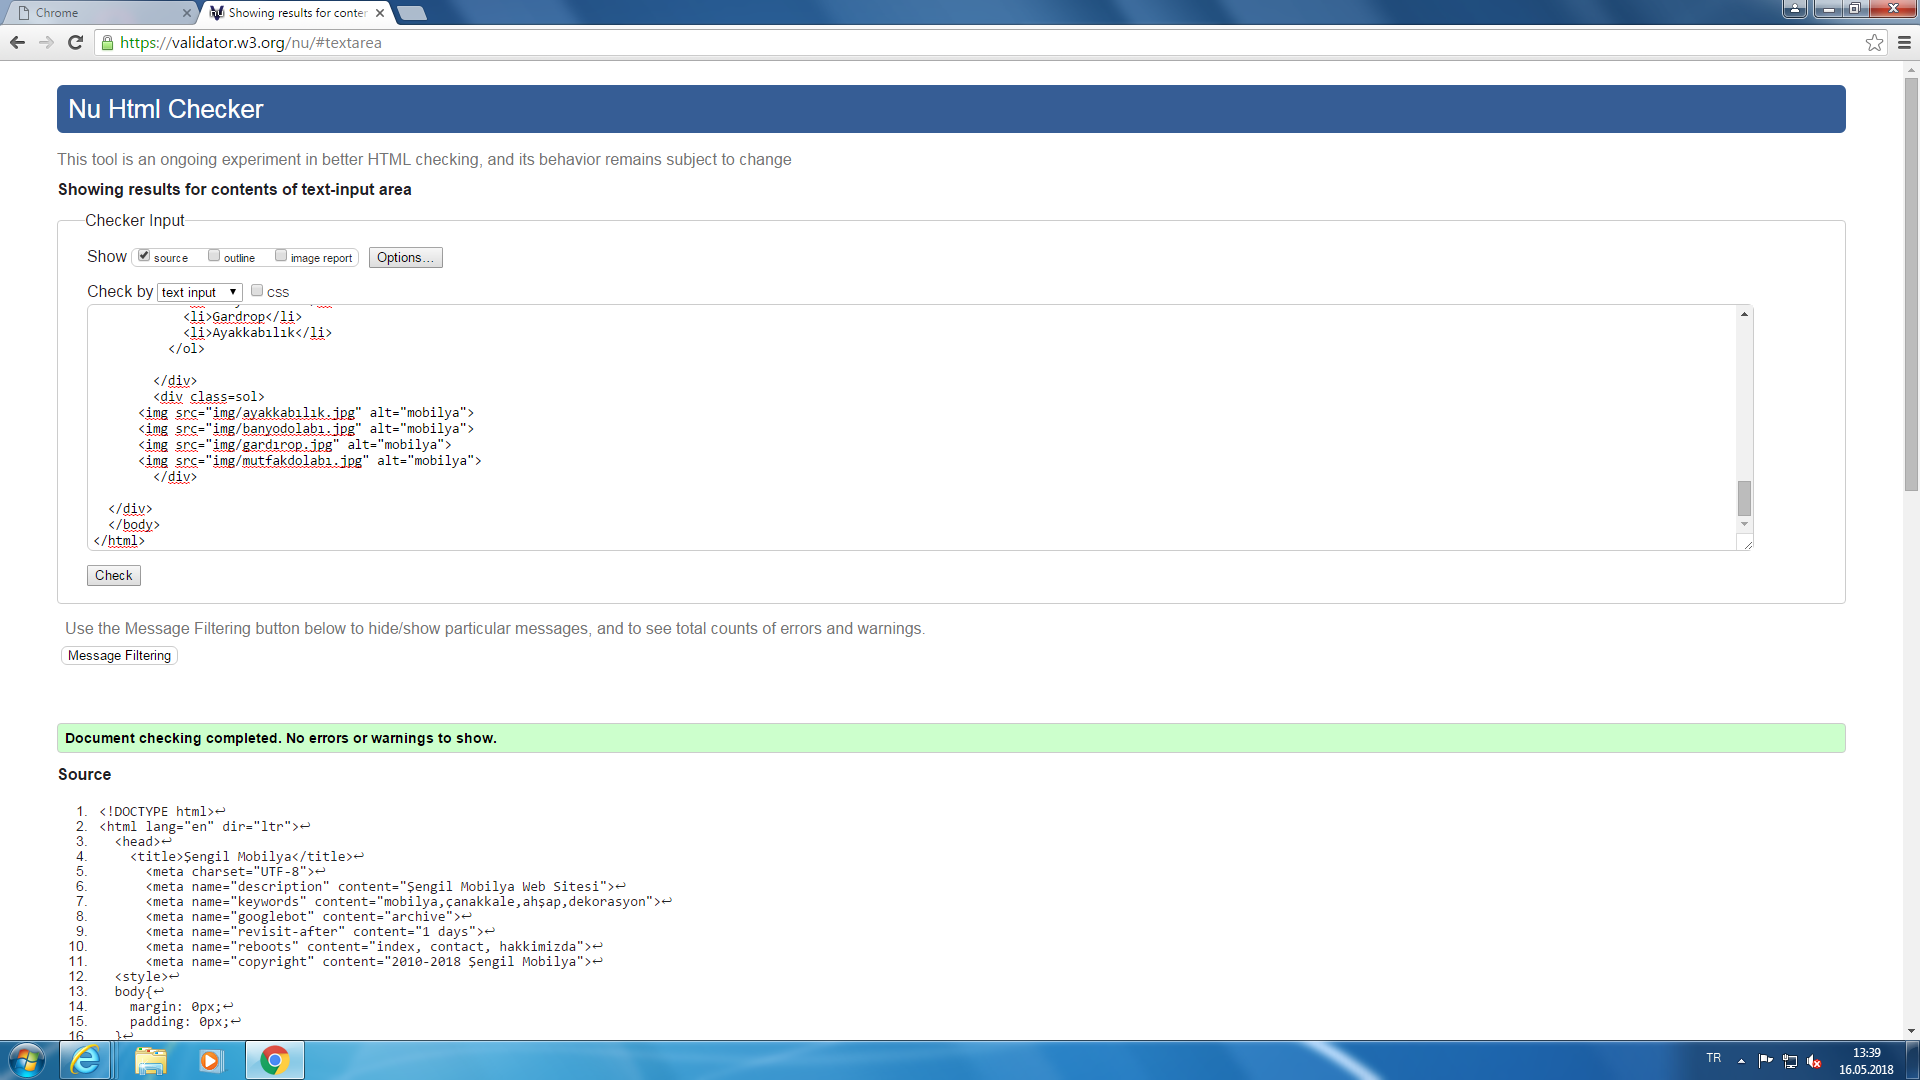 Chrome
Showing results for conter
https://validator.w3.org/nu/#textarea
Nu Html Checker
This tool is an ongoing experiment in better HTML checking, and its behavior remains subject to change
Showing results for contents of text-input area
Checker Input
Show source outline image report Options...
Check by text input CSS
<li>Gardrop</li>
<li>Ayakkabılık</li>
</ol>
</div>
<div class=sol>
<img src="img/ayakkabılık.jpg" alt="mobilya">
<img src="img/banyodolabı.jpg" alt="mobilya">
<img src="img/gardırop.jpg" alt="mobilya">
<img src="img/mutfakdolabı.jpg" alt="mobilya">
</div>
</div>
</body>
</html>
Check
Use the Message Filtering button below to hide/show particular messages, and to see total counts of errors and warnings.
Message Filtering
Document checking completed. No errors or warnings to show.
Source
1. <!DOCTYPE html>↩
2. <html lang="en" dir="ltr">↩
3. <head>↩
4. <title>Şengil Mobilya</title>↩
5. <meta charset="UTF-8">↩
6. <meta name="description" content="Şengil Mobilya Web Sitesi">↩
7. <meta name="keywords" content="mobilya,çanakkale,ahşap,dekorasyon">↩
8. <meta name="googlebot" content="archive">↩
9. <meta name="revisit-after" content="1 days">↩
10. <meta name="reboots" content="index, contact, hakkimizda">↩
11. <meta name="copyright" content="2010-2018 Şengil Mobilya">↩
12. <style>↩
13. body{↩
14. margin: 0px;↩
15. padding: 0px;↩
16. }↩
TR
13:39
16.05.2018